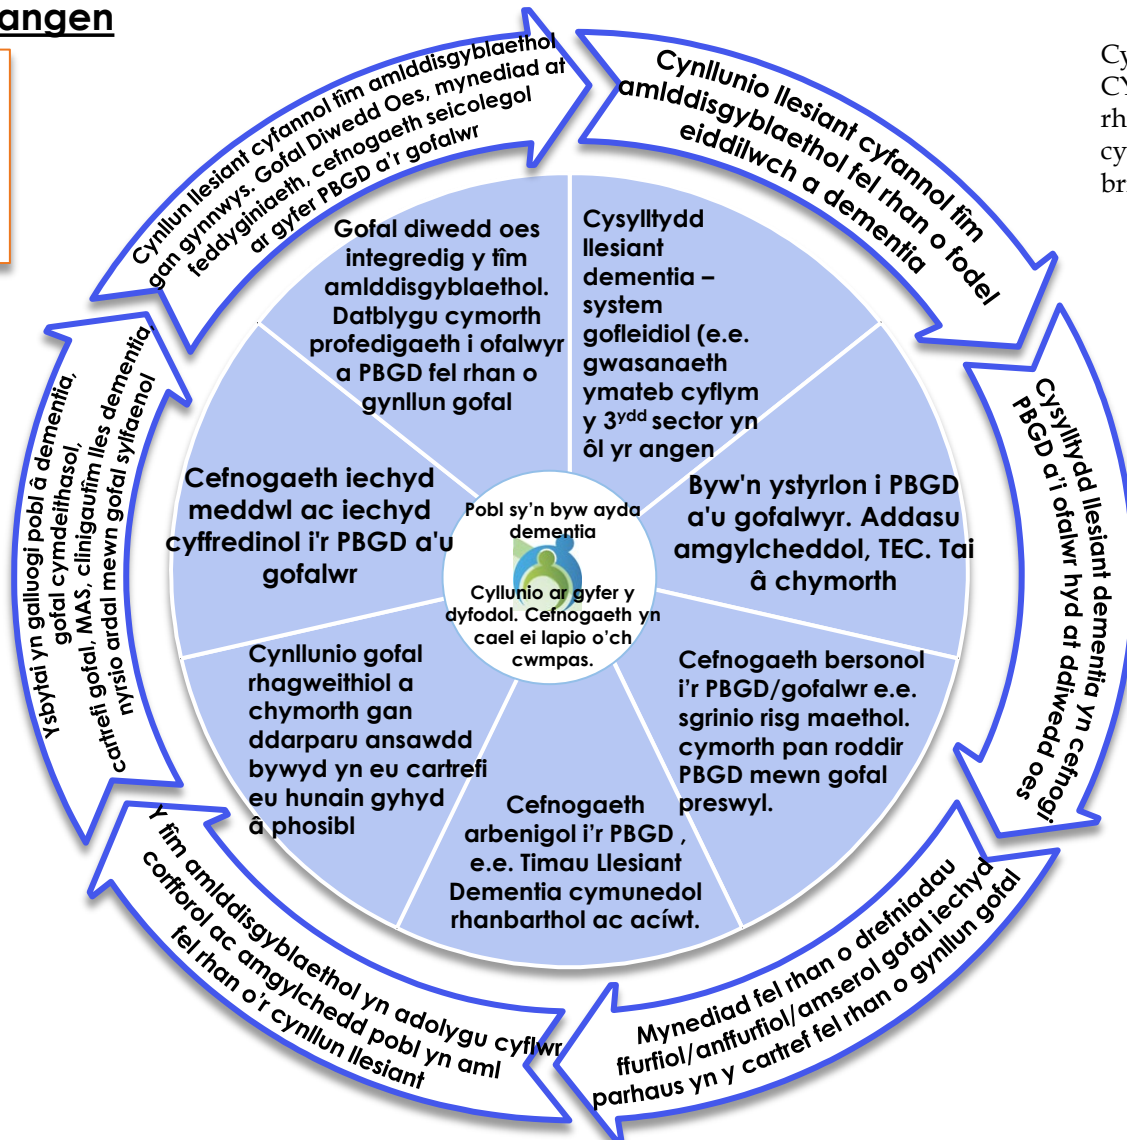 angen
Cy
CY
rh
cy
br
Cynllun llesiant cyfannol tîm amlddisgyblaethol
gan gynnwys. Gofal Diwedd Oes, mynediad at
feddyginiaeth, cefnogaeth seicolegol
ar gyfer PBGD a'r gofalwr
Cynllunio llesiant cyfannol tîm
amlddisgyblaethol fel rhan o fodel
eiddilwch a dementia
Cysylltydd llesiant dementia yn cefnogi
PBGD a'i ofalwr hyd at ddiwedd oes
Mynediad fel rhan o drefniadau
ffurfiol/anffurfiol/amserol gofal iechyd
parhaus yn y cartref fel rhan o gynllun gofal
Y tîm amlddisgyblaethol yn adolygu cyflwr
corfforol ac amgylchedd pobl yn aml
fel rhan o'r cynllun llesiant
Ysbytai yn galluogi pobl â dementia,
gofal cymdeithasol,
cartrefi gofal, MAS, clinigautîm lles dementia,
nyrsio ardal mewn gofal sylfaenol
Gofal diwedd oes
integredig y tîm
amlddisgyblaethol.
Datblygu cymorth
profedigaeth i ofalwyr
a PBGD fel rhan o
gynllun gofal
Cysylltydd
llesiant
dementia –
system
gofleidiol (e.e.
gwasanaeth
ymateb cyflym
y 3ydd sector yn
ôl yr angen
Byw'n ystyrlon i PBGD
a'u gofalwyr. Addasu
amgylcheddol, TEC. Tai
â chymorth
Cefnogaeth bersonol
i'r PBGD/gofalwr e.e.
sgrinio risg maethol.
cymorth pan roddir
PBGD mewn gofal
preswyl.
Cefnogaeth
arbenigol i'r PBGD ,
e.e. Timau Llesiant
Dementia cymunedol
rhanbarthol ac acíwt.
Cynllunio gofal
rhagweithiol a
chymorth gan
ddarparu ansawdd
bywyd yn eu cartrefi
eu hunain gyhyd
â phosibl
Cefnogaeth iechyd
meddwl ac iechyd
cyffredinol i'r PBGD a'u
gofalwr
Pobl sy'n byw ayda
dementia
Cyllunio ar gyfer y
dyfodol. Cefnogaeth yn
cael ei lapio o'ch
cwmpas.